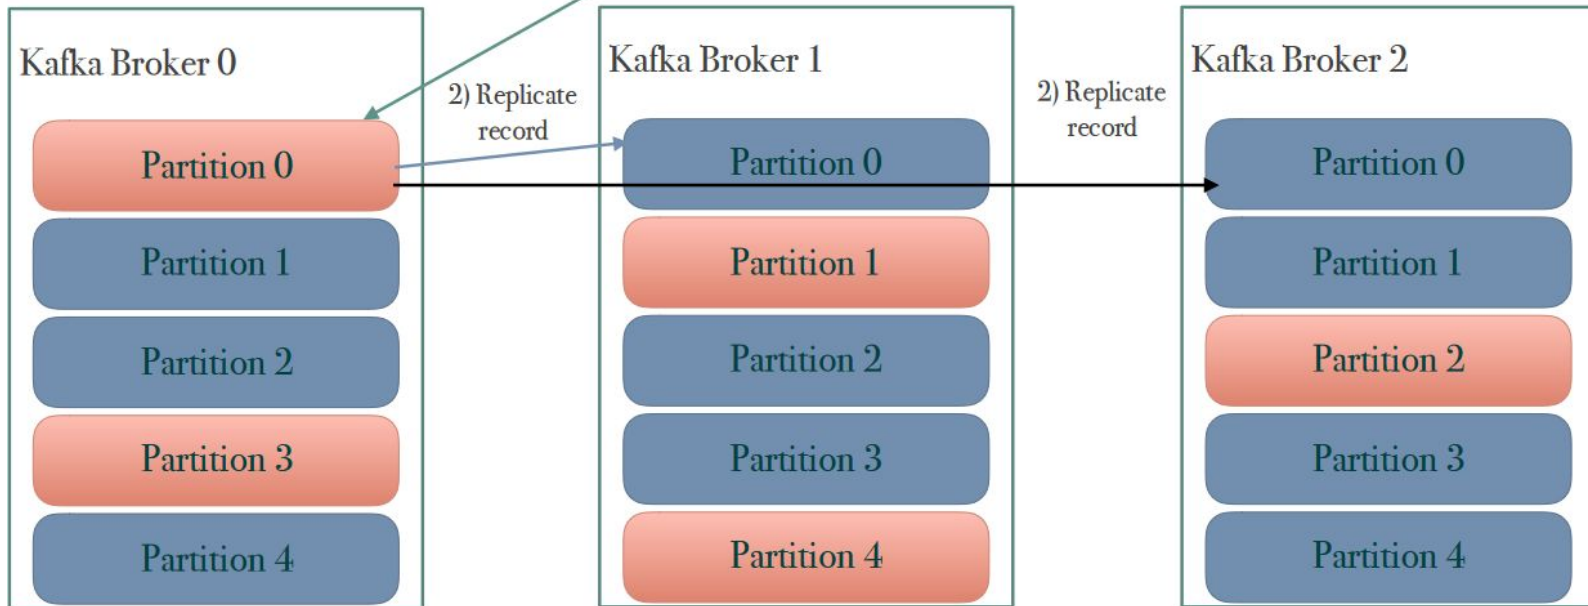 Kafka Broker 0
Partition 0
Partition 1
Partition 2
Partition 3
Partition 4
2) Replicate
record
Kafka Broker 1
Partition 0
Partition 1
Partition 2
Partition 3
Partition 4
2) Replicate
record
Kafka Broker 2
Partition 0
Partition 1
Partition 2
Partition 3
Partition 4